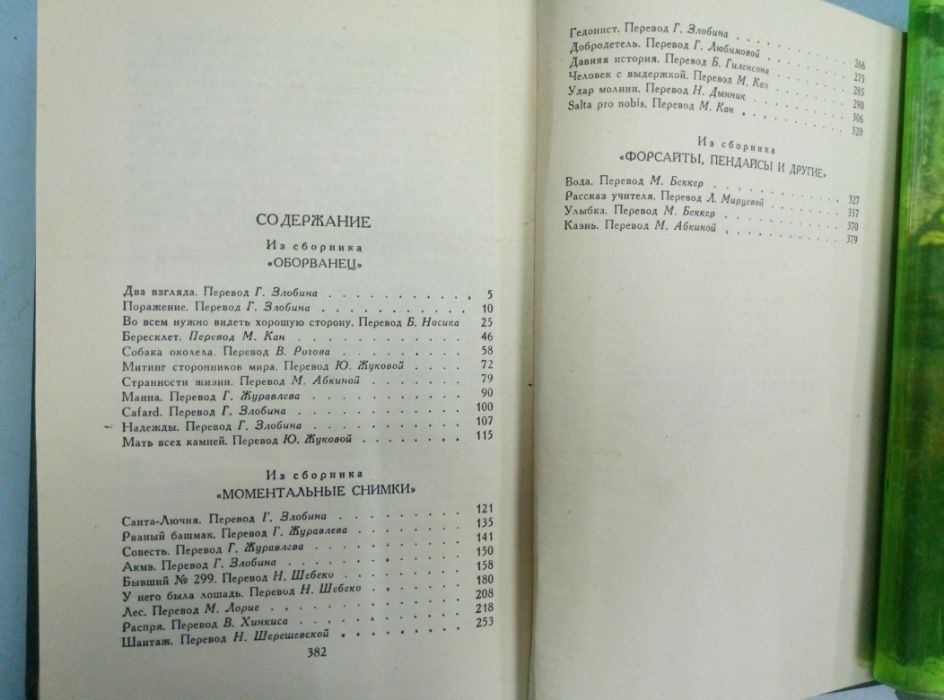 СОДЕРЖАНИЕ
Из сборника
«ОБОРВАНЕЦ»
Два взгляда. Перевод Г. Злобина . . . . . . . . . . . 5
Поражение. Перевод Г. Злобина . . . . . . . . . . . 10
Во всем нужно видеть хорошую сторону. Перевод Б. Носика 25
Бересклет. Перевод М. Кан . . . . . . . . . . . 46
Собака околела. Перевод В. Рогова . . . . . . . . . . 58
Митинг сторонников мира. Перевод Ю. Жуковой . . . . 72
Странности жизни. Перевод М. Абкиной . . . . . 79
Манна. Перевод Г. Журавлева . . . . . . . . . 90
Cafard. Перевод Г. Злобина . . . . . . . . . . 100
Надежды. Перевод Г. Злобина . . . . . . . . . 107
Мать всех камней. Перевод Ю. Жуковой . . . . . . . 115
Из сборника
«МОМЕНТАЛЬНЫЕ СНИМКИ»
Санта-Лючия. Перевод Г. Злобина . . . . . . . . 121
Рваный башмак. Перевод Г. Журавлева . . . . . . 135
Совесть. Перевод Г. Журавлева . . . . . . . . 141
Акмэ. Перевод Г. Злобина . . . . . . . . . 150
Бывший № 299. Перевод Н. Шебеко . . . . . . . 158
У него была лошадь. Перевод Н. Шебеко . . . . . . 180
Лес. Перевод М. Лорие . . . . . . . . . . 208
Распря. Перевод В. Хинкиса . . . . . . . . . 218
Шантаж. Перевод Н. Шерешевской . . . . . . . . 253
382
Гедонист. Перевод Г. Злобина . . . . . . . . 266
Добродетель. Перевод Г. Любимовой . . . . . . 275
Давняя история. Перевод Б. Гиленсона . . . . . 285
Человек с выдержкой. Перевод М. Кан . . . . . 298
Удар молнии. Перевод Н. Дынник . . . . . . 306
Salta pro nobis. Перевод М. Кан . . . . . . 320
Из сборника
«ФОРСАЙТЫ, ПЕНДАЙСЫ И ДРУГИЕ»
Вода. Перевод М. Беккер . . . . . . . . . 327
Рассказ учителя. Перевод Л. Мирцевой . . . . . 357
Улыбка. Перевод М. Беккер . . . . . . . . 370
Казнь. Перевод М. Абкиной . . . . . . . . 379